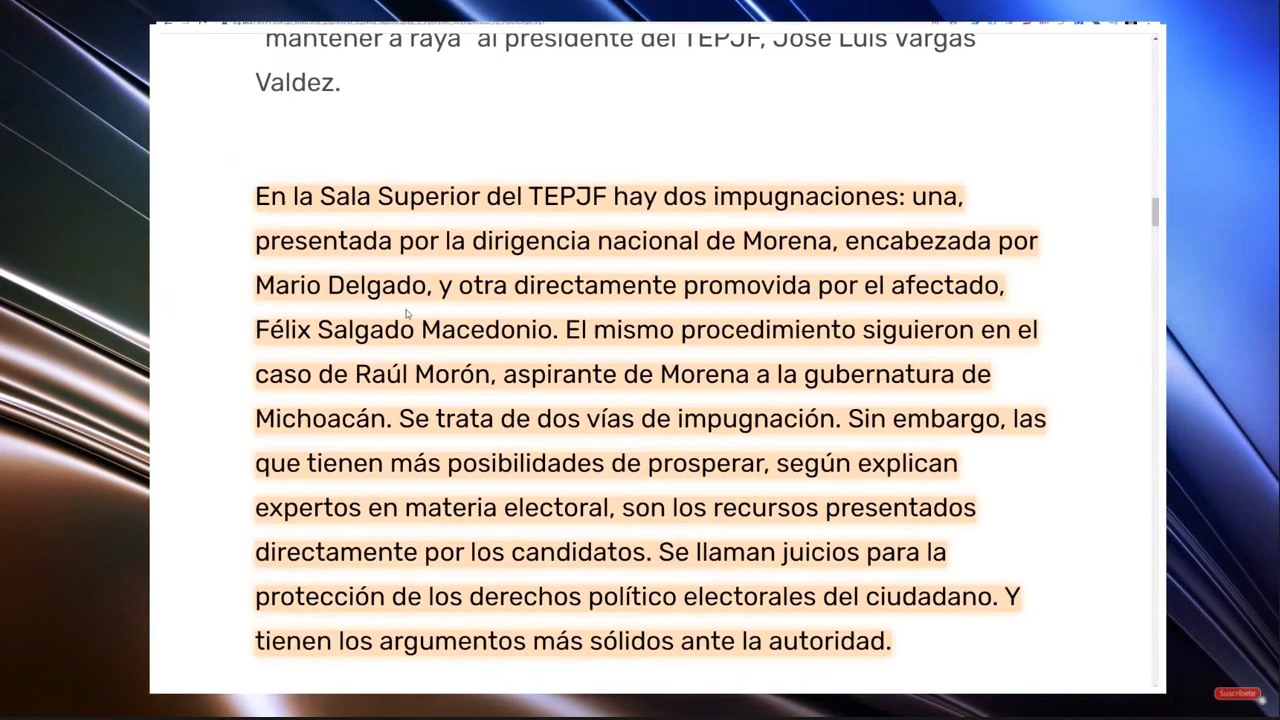 "mantener a raya" al presidente del TEPJF, José Luis Vargas
Valdez.
En la Sala Superior del TEPJF hay dos impugnaciones: una,
presentada por la dirigencia nacional de Morena, encabezada por
Mario Delgado, y otra directamente promovida por el afectado,
Félix Salgado Macedonio. El mismo procedimiento siguieron en el
caso de Raúl Morón, aspirante de Morena a la gubernatura de
Michoacán. Se trata de dos vías de impugnación. Sin embargo, las
que tienen más posibilidades de prosperar, según explican
expertos en materia electoral, son los recursos presentados
directamente por los candidatos. Se llaman juicios para la
protección de los derechos político electorales del ciudadano. Y
tienen los argumentos más sólidos ante la autoridad.
Suscríbete